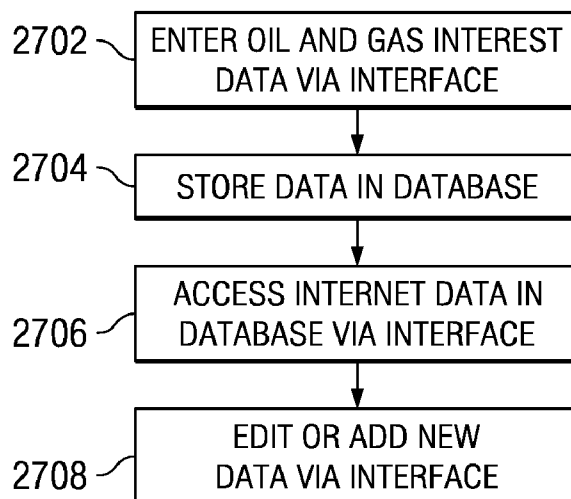 2702
ENTER OIL AND GAS INTEREST
DATA VIA INTERFACE
2704
STORE DATA IN DATABASE
2706
ACCESS INTERNET DATA IN
DATABASE VIA INTERFACE
2708
EDIT OR ADD NEW
DATA VIA INTERFACE